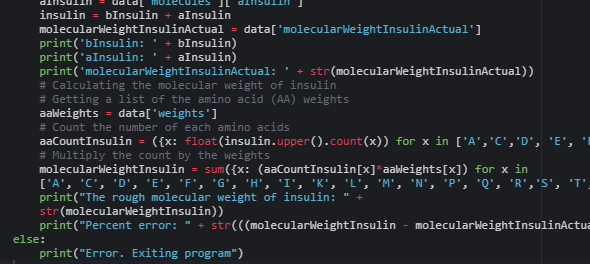 aInsulin = data['molecules']['aInsulin']
insulin = bInsulin + aInsulin
molecularWeightInsulinActual = data['molecularWeightInsulinActual']
print('bInsulin: ' + bInsulin)
print('aInsulin: ' + aInsulin)
print('molecularWeightInsulinActual: ' + str(molecularWeightInsulinActual))
# Calculating the molecular weight of insulin
# Getting a list of the amino acid (AA) weights
aaWeights = data['weights']
# Count the number of each amino acids
aaCountInsulin = ({x: float(insulin.upper().count(x)) for x in ['A','C','D', 'E',
# Multiply the count by the weights
molecularWeightInsulin = sum({x: (aaCountInsulin[x]*aaWeights[x]) for x in
['A', 'C', 'D', 'E', 'F', 'G', 'H', 'I', 'K', 'L', 'M', 'N', 'P', 'Q', 'R','S', 'T',
print("The rough molecular weight of insulin: " +
str(molecularWeightInsulin))
print("Percent error: " + str(((molecularWeightInsulin - molecularWeightInsulinActua
else:
print("Error. Exiting program")